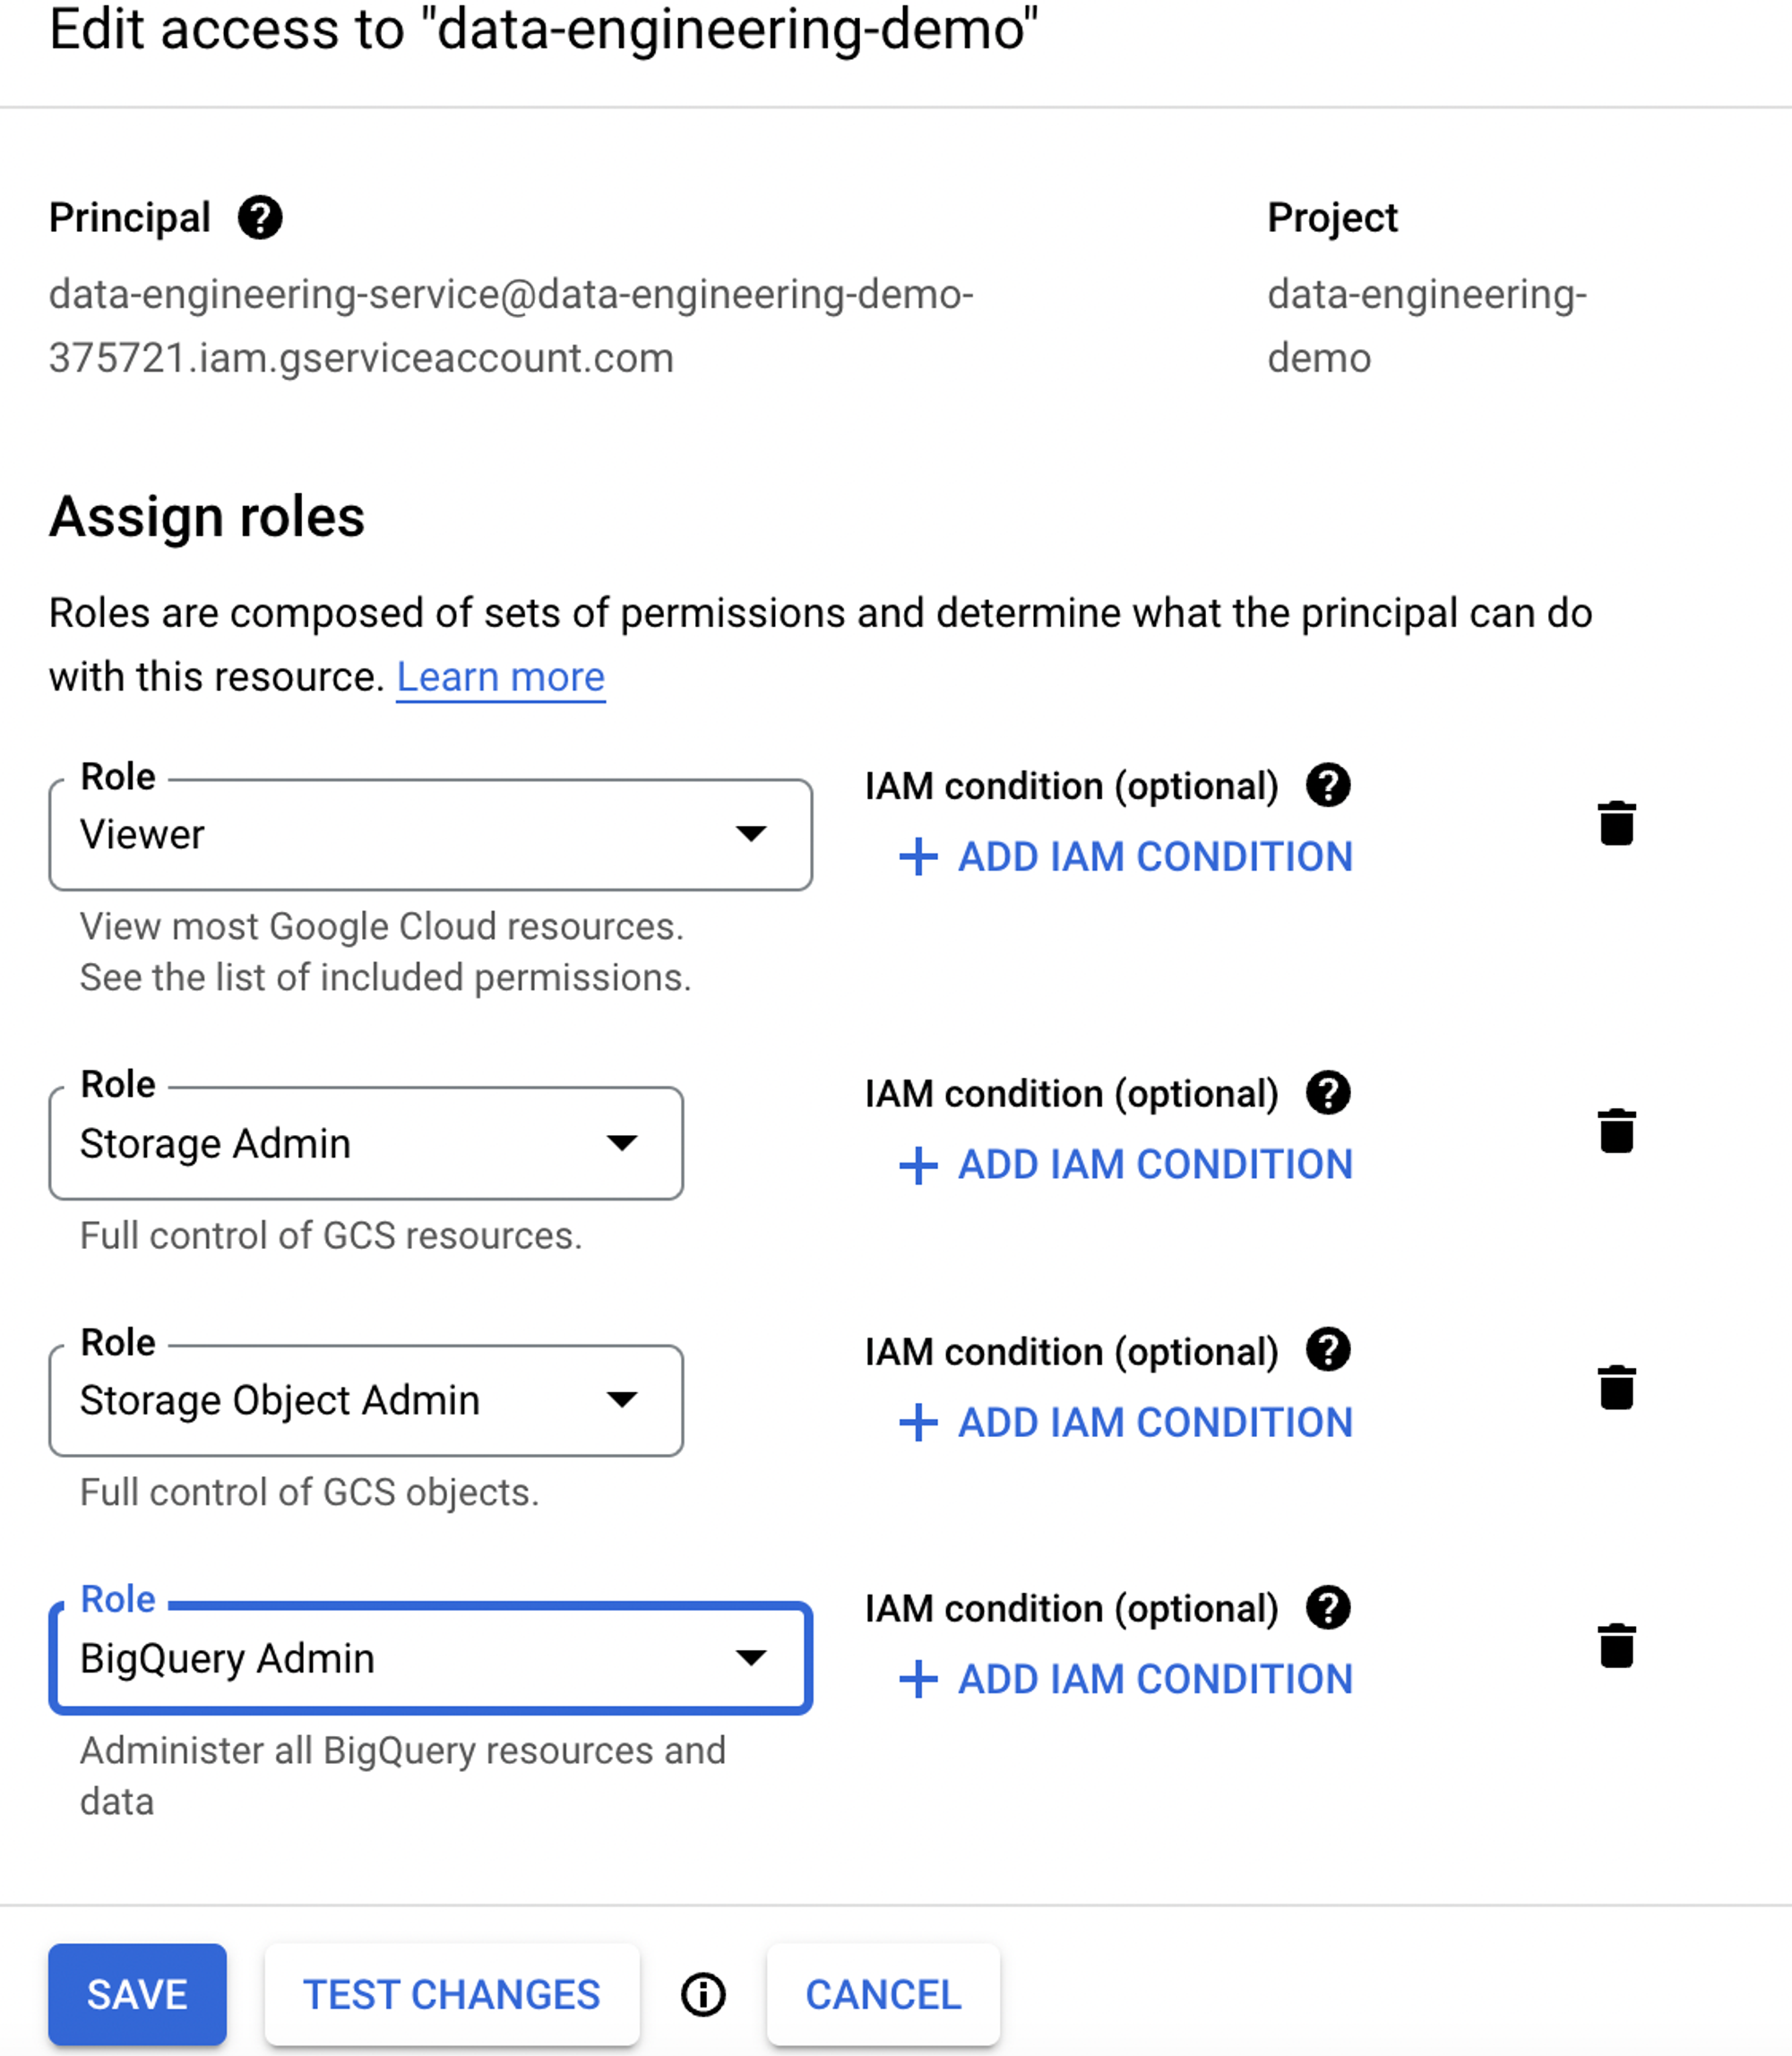 Edit access to "data-engineering-demo"
Principal
Project
data-engineering-service@data-engineering-demo-
375721.iam.gserviceaccount.com
data-engineering-
demo
Assign roles
Roles are composed of sets of permissions and determine what the principal can do
with this resource. Learn more
Role
Viewer
IAM condition (optional)
+ ADD IAM CONDITION
View most Google Cloud resources.
See the list of included permissions.
Role
Storage Admin
IAM condition (optional)
+ ADD IAM CONDITION
Full control of GCS resources.
Role
Storage Object Admin
IAM condition (optional)
+ ADD IAM CONDITION
Full control of GCS objects.
Role
BigQuery Admin
IAM condition (optional)
+ ADD IAM CONDITION
Administer all BigQuery resources and
data
SAVE
TEST CHANGES
CANCEL